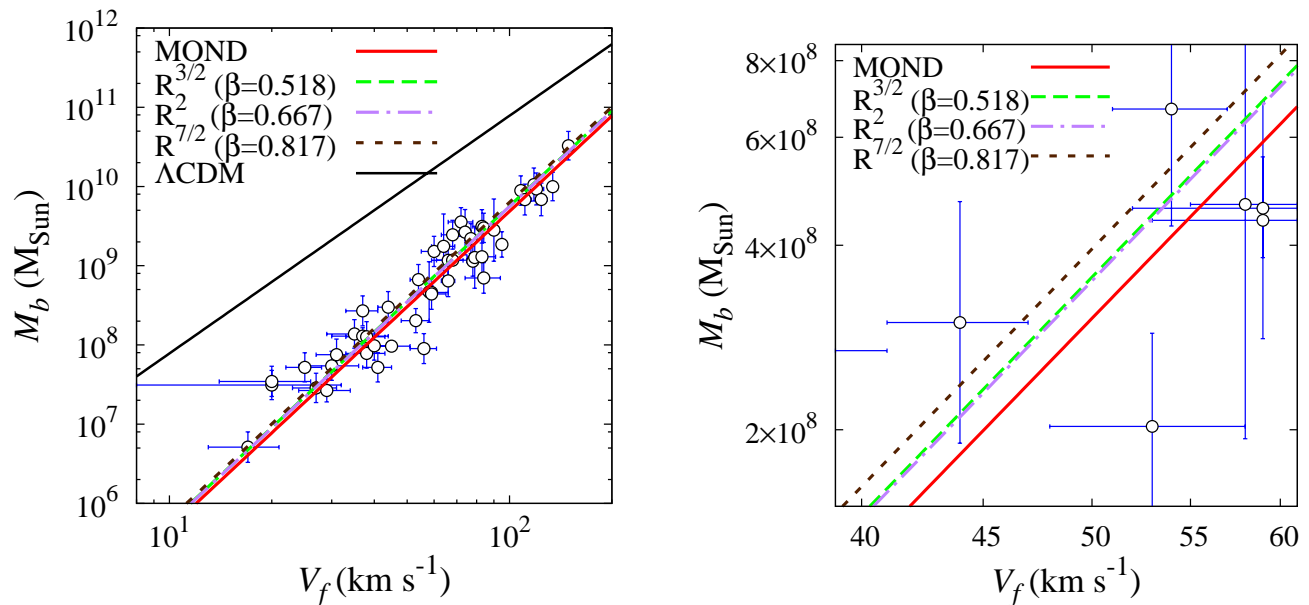 10^12
10^11
10^10
10^9
10^8
10^7
10^6
M_b (M_Sun)
MOND
R^3/2 (β=0.518)
R^2 (β=0.667)
R^7/2 (β=0.817)
ΛCDM
10^1 10^2
V_f (km s^-1)
8×10^8
6×10^8
4×10^8
2×10^8
M_b (M_Sun)
MOND
R^3/2 (β=0.518)
R^2 (β=0.667)
R^7/2 (β=0.817)
40 45 50 55 60
V_f (km s^-1)